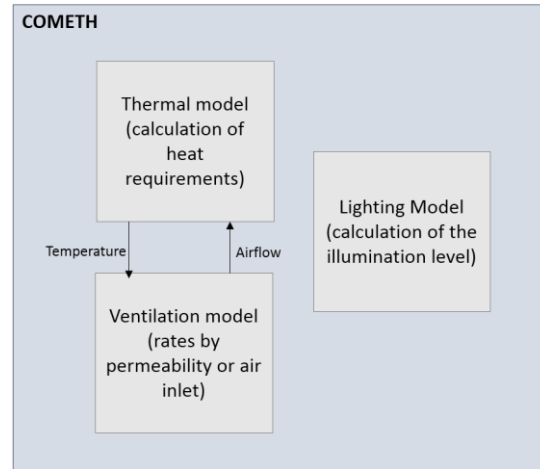 COMETH
Thermal model
(calculation of
heat
requirements)
Temperature
Airflow
Ventilation model
(rates by
permeability or air
inlet)
Lighting Model
(calculation of the
illumination level)